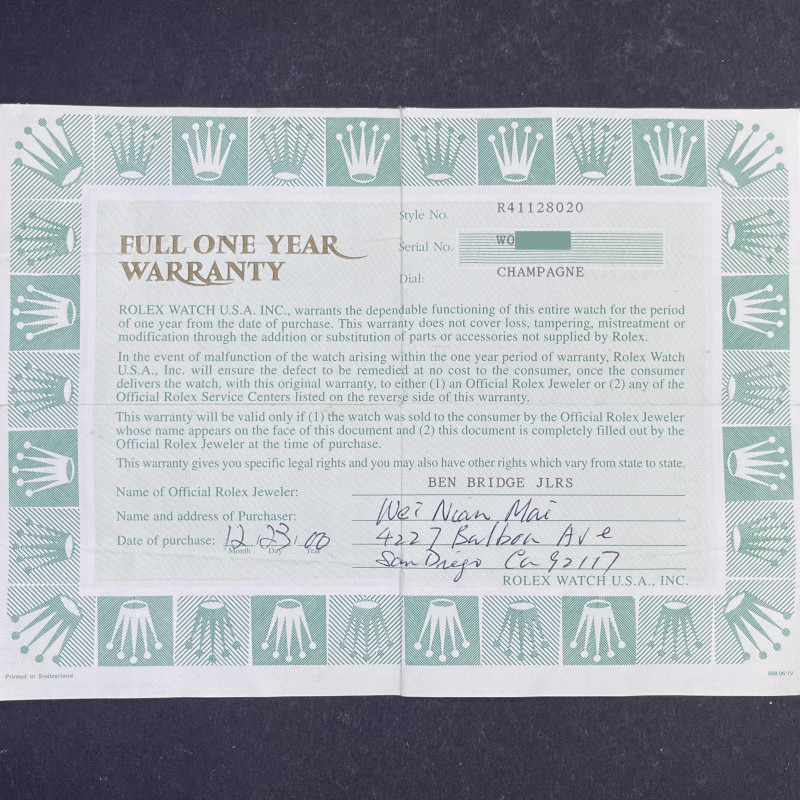 Style No. R41128020
FULL ONE YEAR
WARRANTY
Serial No. WO
Dial: CHAMPAGNE
ROLEX WATCH U.S.A. INC., warrants the dependable functioning of this entire watch for the period
of one year from the date of purchase. This warranty does not cover loss, tampering, mistreatment or
modification through the addition or substitution of parts or accessories not supplied by Rolex.
In the event of malfunction of the watch arising within the one year period of warranty, Rolex Watch
U.S.A., Inc. will ensure the defect to be remedied at no cost to the consumer, once the consumer
delivers the watch, with this original warranty, to either (1) an Official Rolex Jeweler or (2) any of the
Official Rolex Service Centers listed on the reverse side of this warranty.
This warranty will be valid only if (1) the watch was sold to the consumer by the Official Rolex Jeweler
whose name appears on the face of this document and (2) this document is completely filled out by the
Official Rolex Jeweler at the time of purchase.
This warranty gives you specific legal rights and you may also have other rights which vary from state to state.
Name of Official Rolex Jeweler: BEN BRIDGE JLRS
Name and address of Purchaser: Wei Nian Mai
Date of purchase: 12.23.00 4227 Balboa Ave
Month Day Year
San Diego Ca 92117
ROLEX WATCH U.S.A., INC.
Printed in Switzerland
568.06 IV